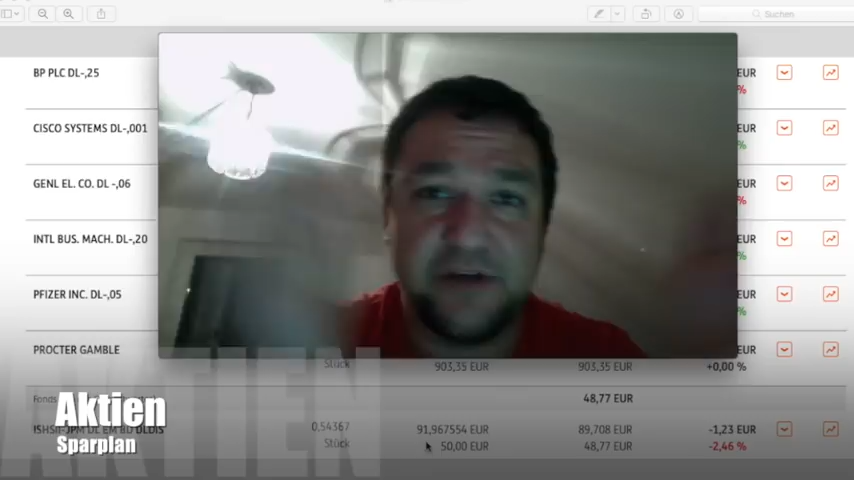 Suchen
BP PLC DL-,25
EUR
%
CISCO SYSTEMS DL-,001
EUR
%
GENL EL. CO. DL -,06
EUR
%
INTL BUS. MACH. DL-,20
EUR
%
PFIZER INC. DL-,05
EUR
%
PROCTER GAMBLE
EUR
Stück
903,35 EUR
903,35 EUR
+0,00 %
Fonds
48,77 EUR
0,54367
91,967554 EUR
89,708 EUR
-1,23 EUR
Stück
50,00 EUR
48,77 EUR
-2,46 %
AKTIEN
Aktien
Sparplan